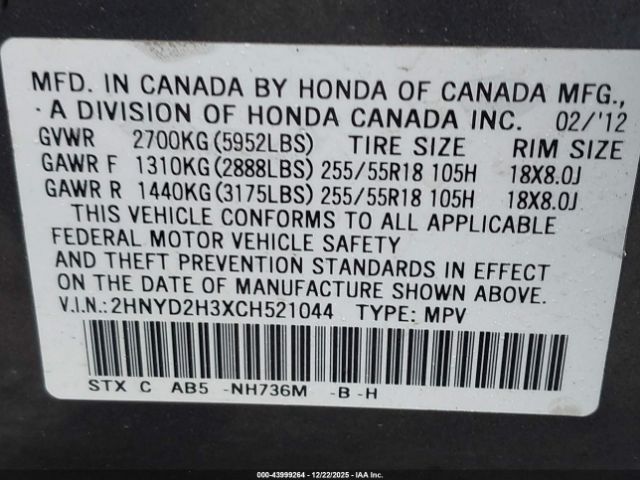 MFD. IN CANADA BY HONDA OF CANADA MFG.,
A DIVISION OF HONDA CANADA INC. 02/'12
GVWR 2700KG(5952LBS) TIRE SIZE RIM SIZE
GAWR F 1310KG(2888LBS) 255/55R18 105H 18X8.0J
GAWR R 1440KG(3175LBS) 255/55R18 105H 18X8.0J
THIS VEHICLE CONFORMS TO ALL APPLICABLE
FEDERAL MOTOR VEHICLE SAFETY
AND THEFT PREVENTION STANDARDS IN EFFECT
ON THE DATE OF MANUFACTURE SHOWN ABOVE.
V.I.N.:2HNYD2H3XCH521044 TYPE: MPV
STX C AB5 -NH736M -B -H
000-43999264 - 12/22/2025 - IAA Inc.